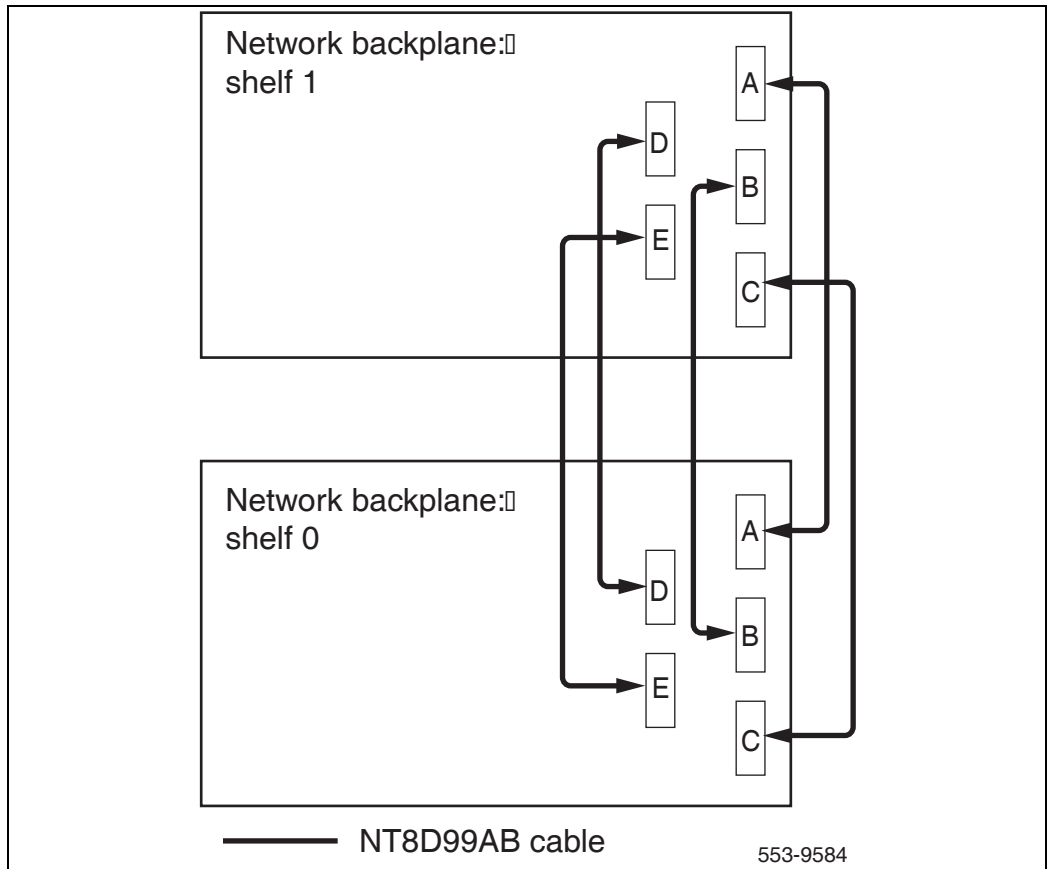 Network backplane:▯
shelf 1
A
D
B
E
C
Network backplane:▯
shelf 0
A
D
B
E
C
NT8D99AB cable
553-9584